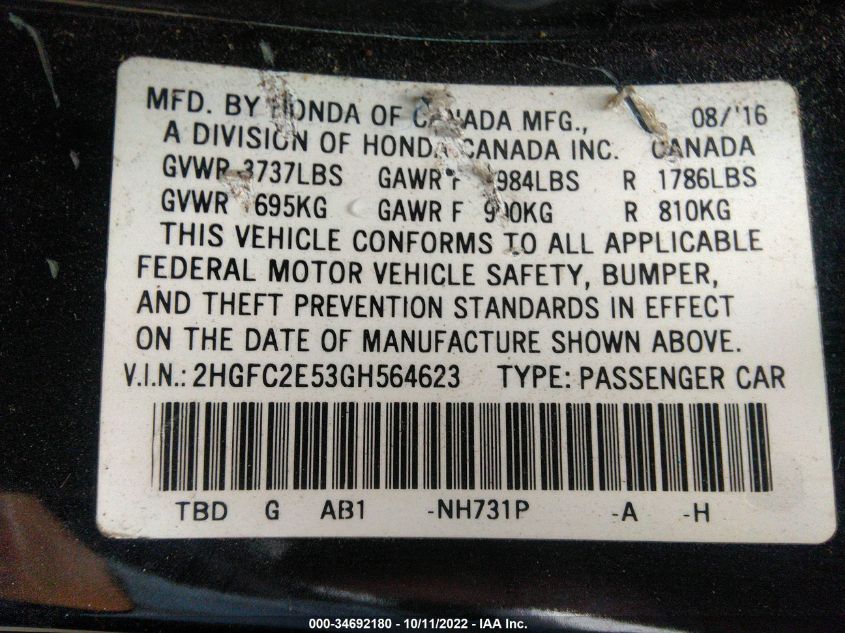 MFD. BY HONDA OF CANADA MFG., 08/'16
A DIVISION OF HONDA CANADA INC. CANADA
GVWR 3737LBS GAWR F 984LBS R 1786LBS
GVWR 695KG GAWR F KG R 810KG
THIS VEHICLE CONFORMS TO ALL APPLICABLE
FEDERAL MOTOR VEHICLE SAFETY, BUMPER,
AND THEFT PREVENTION STANDARDS IN EFFECT
ON THE DATE OF MANUFACTURE SHOWN ABOVE.
V.I.N.: 2HGFC2E53GH564623 TYPE: PASSENGER CAR
TBD G AB1 -NH731P -A -H
000-34692180 - 10/11/2022 - IAA Inc.